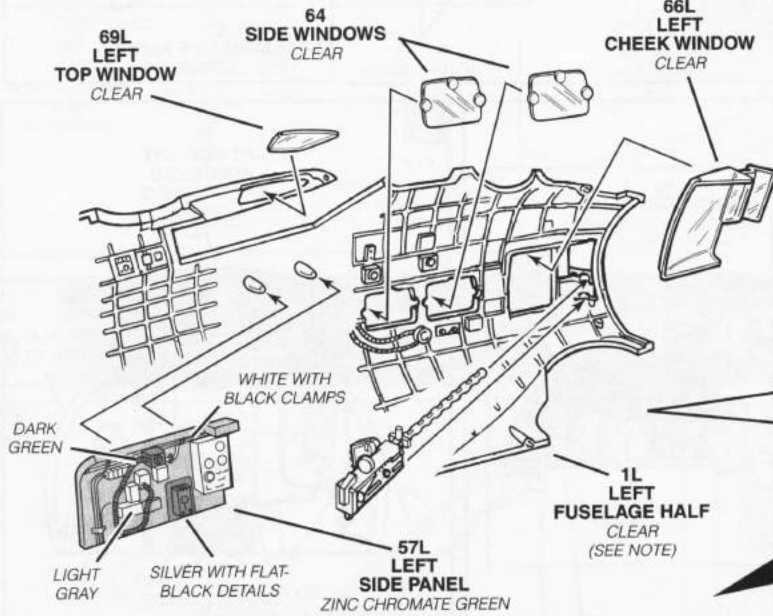 69L
LEFT
TOP WINDOW
CLEAR
64
SIDE WINDOWS
CLEAR
66L
LEFT
CHEEK WINDOW
CLEAR
WHITE WITH
BLACK CLAMPS
DARK
GREEN
LIGHT
GRAY
SILVER WITH FLAT-
BLACK DETAILS
57L
LEFT
SIDE PANEL
ZINC CHROMATE GREEN
1L
LEFT
FUSELAGE HALF
CLEAR
(SEE NOTE)